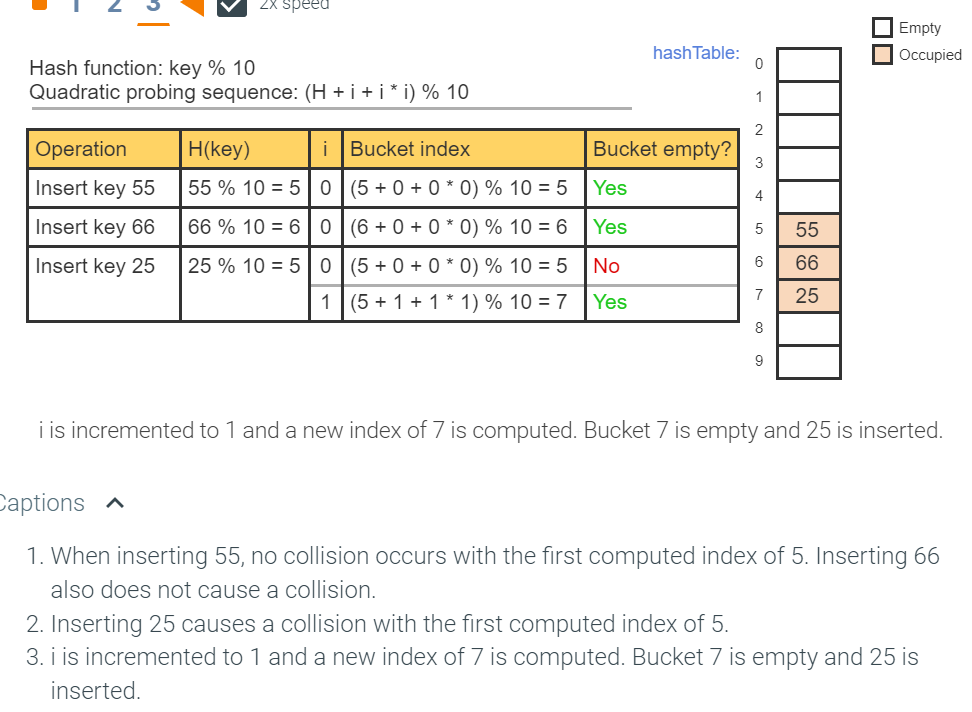 1 2 3 2x speed
Empty
Occupied
hashTable:
Hash function: key % 10
Quadratic probing sequence: (H + i + i * i) % 10
Operation H(key) i Bucket index Bucket empty?
Insert key 55 55 % 10 = 5 0 (5 + 0 + 0 * 0) % 10 = 5 Yes
Insert key 66 66 % 10 = 6 0 (6 + 0 + 0 * 0) % 10 = 6 Yes
Insert key 25 25 % 10 = 5 0 (5 + 0 + 0 * 0) % 10 = 5 No
1 (5 + 1 + 1 * 1) % 10 = 7 Yes
0
1
2
3
4
5 55
6 66
7 25
8
9
i is incremented to 1 and a new index of 7 is computed. Bucket 7 is empty and 25 is inserted.
Captions
1. When inserting 55, no collision occurs with the first computed index of 5. Inserting 66
also does not cause a collision.
2. Inserting 25 causes a collision with the first computed index of 5.
3. i is incremented to 1 and a new index of 7 is computed. Bucket 7 is empty and 25 is
inserted.